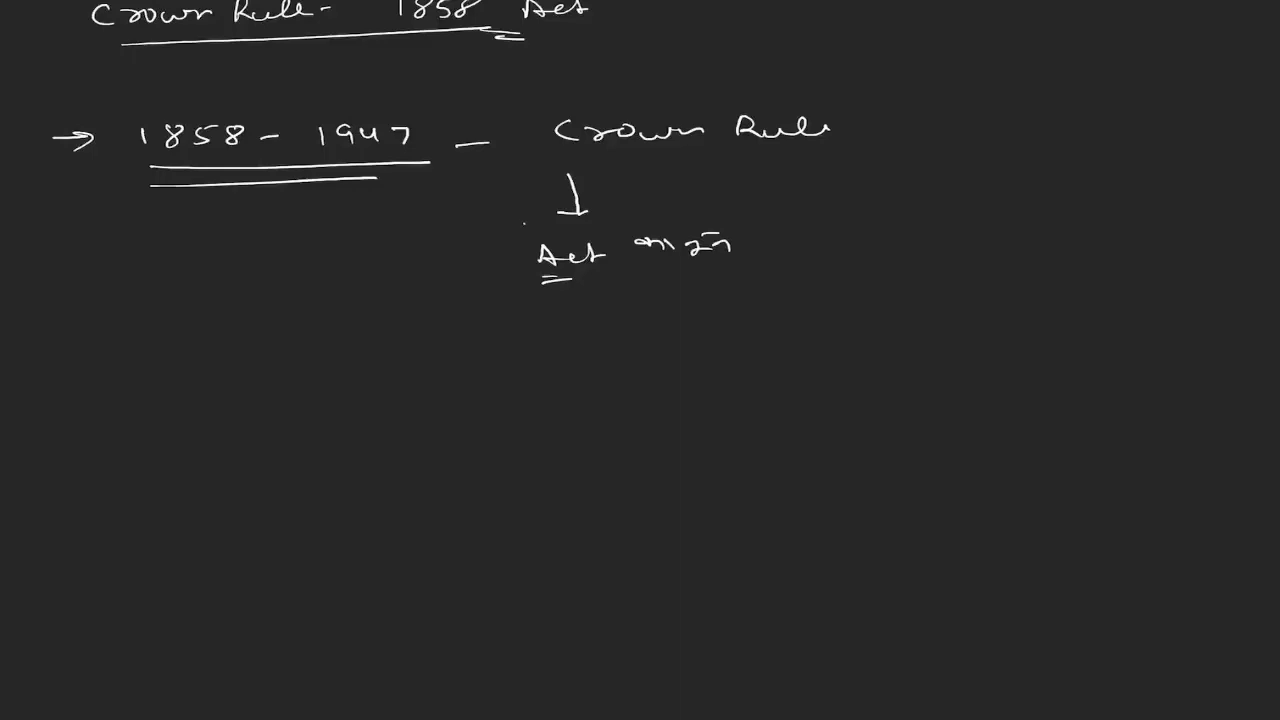 Crown Rule - 1858 Act
→ 1858 - 1947 - Crown Rule
↓
Act